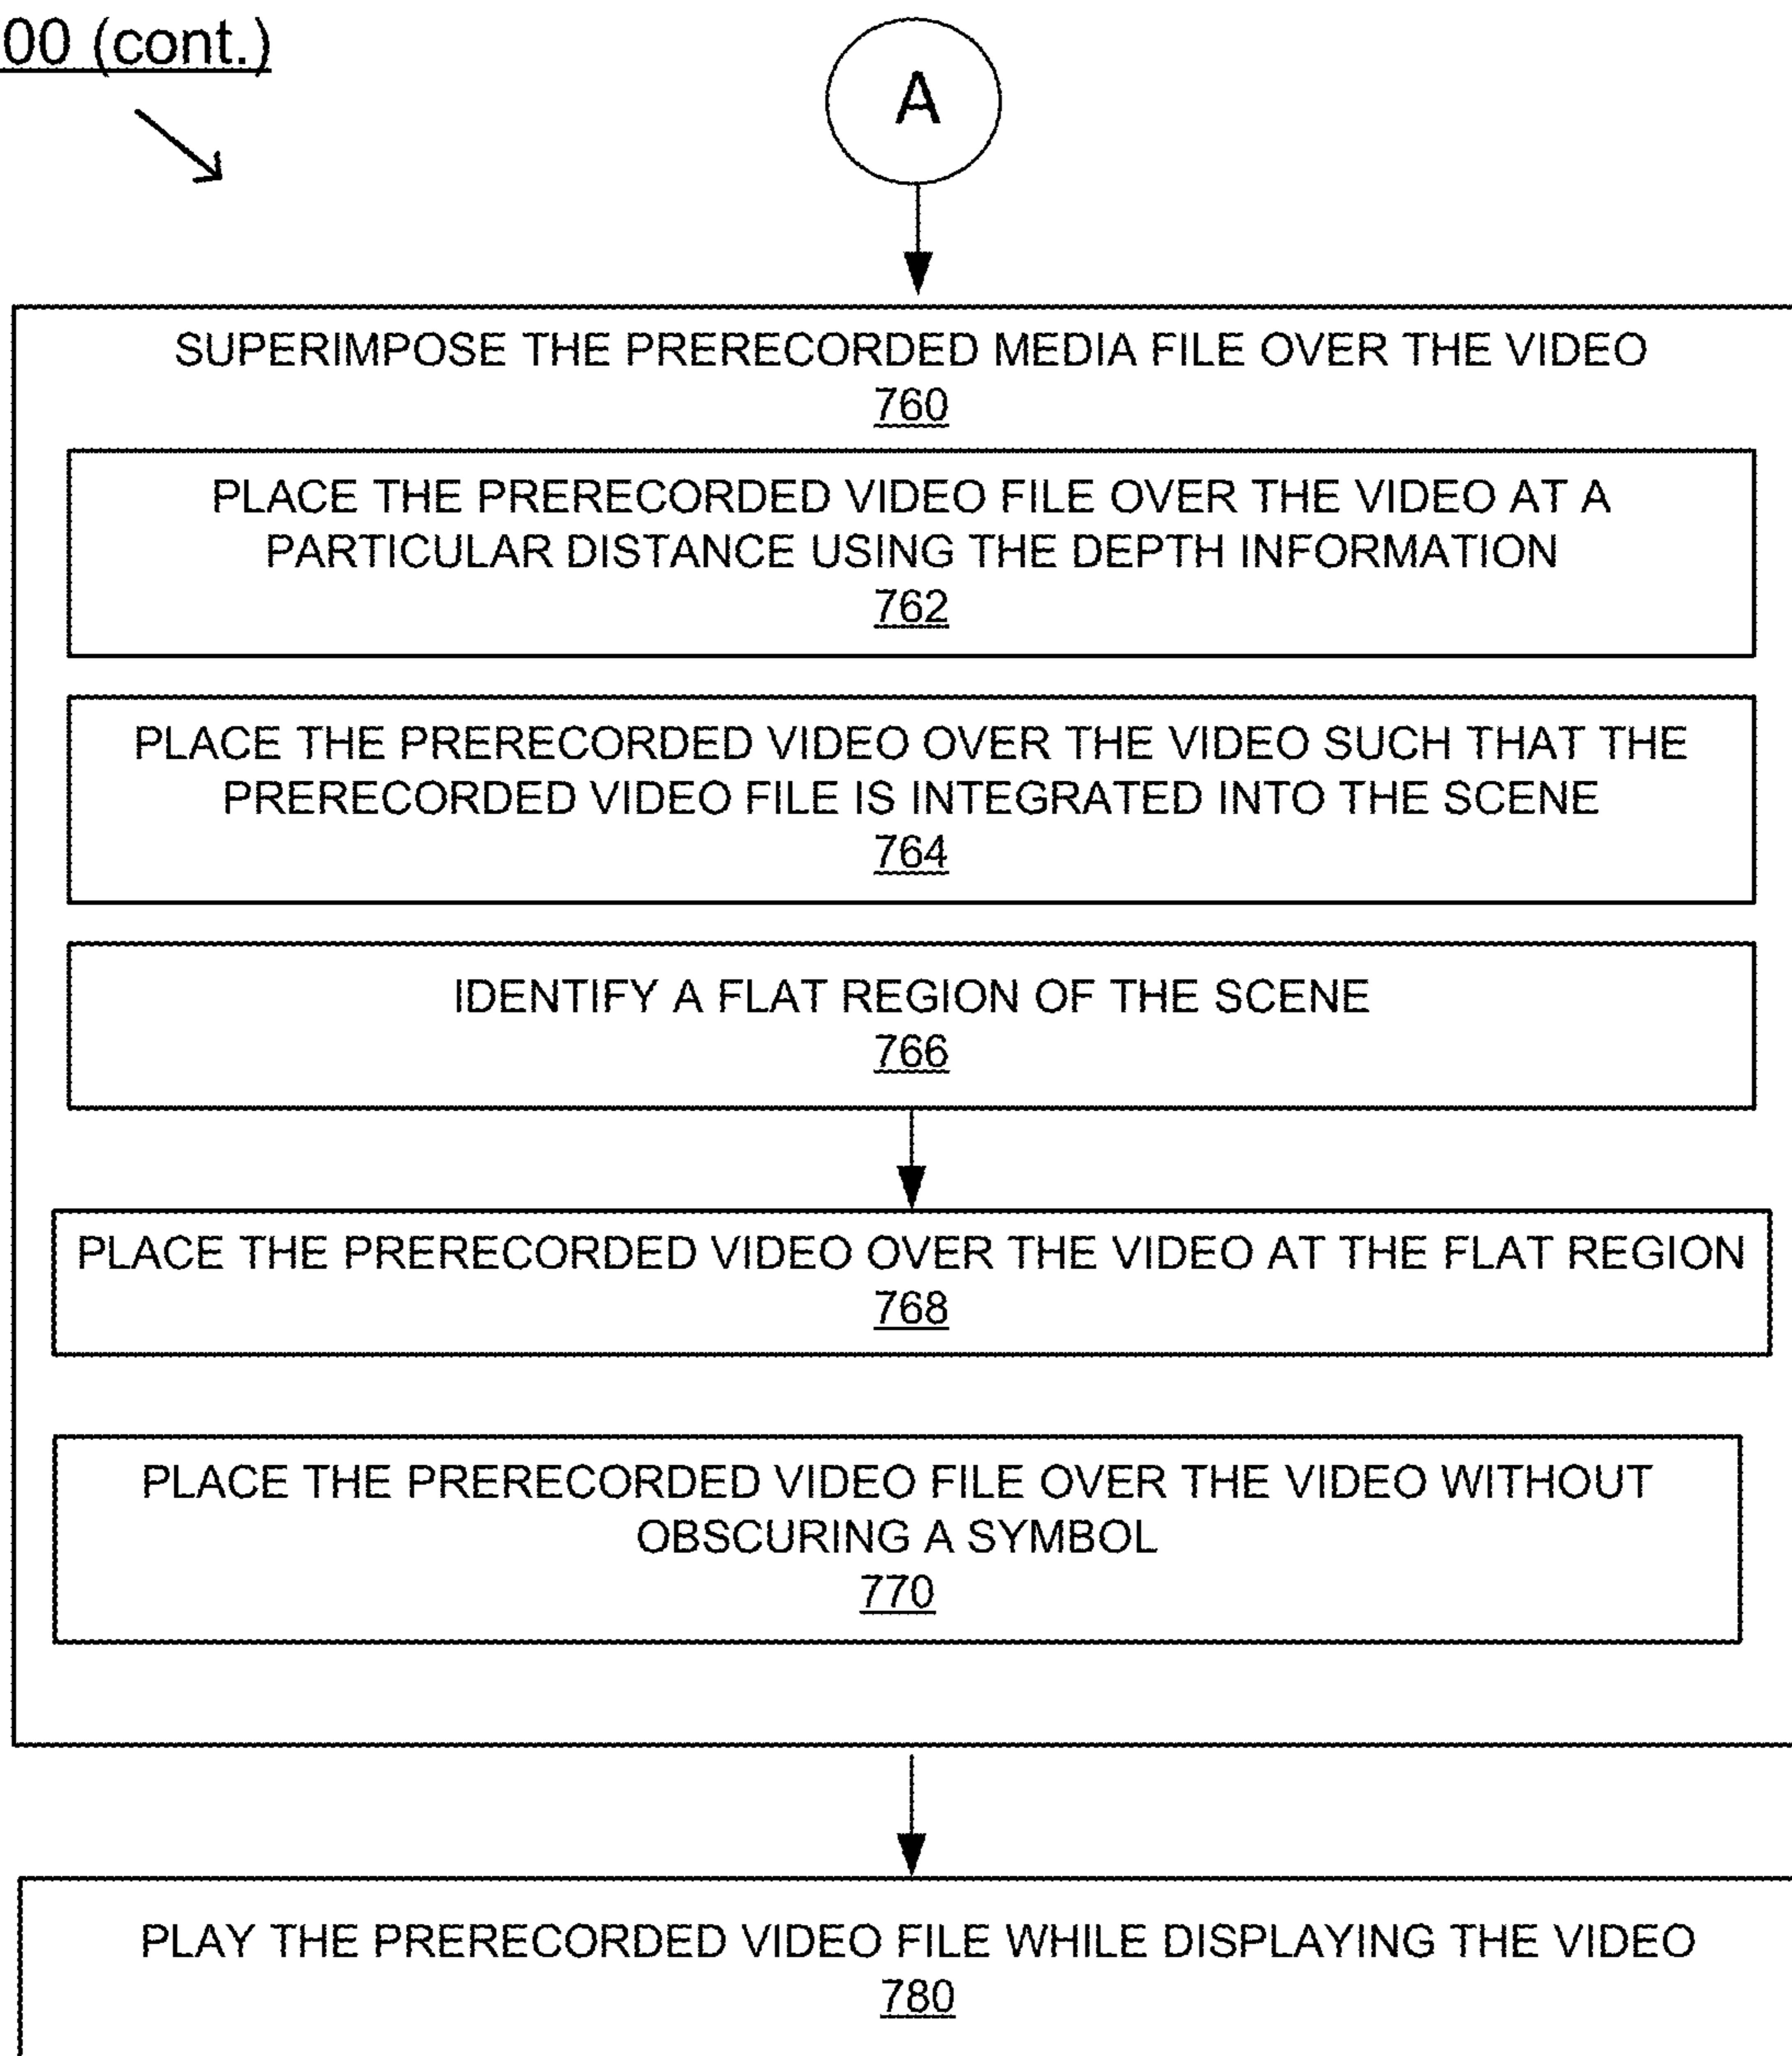 00 (cont.)
A
SUPERIMPOSE THE PRERECORDED MEDIA FILE OVER THE VIDEO
760
PLACE THE PRERECORDED VIDEO FILE OVER THE VIDEO AT A
PARTICULAR DISTANCE USING THE DEPTH INFORMATION
762
PLACE THE PRERECORDED VIDEO OVER THE VIDEO SUCH THAT THE
PRERECORDED VIDEO FILE IS INTEGRATED INTO THE SCENE
764
IDENTIFY A FLAT REGION OF THE SCENE
766
PLACE THE PRERECORDED VIDEO OVER THE VIDEO AT THE FLAT REGION
768
PLACE THE PRERECORDED VIDEO FILE OVER THE VIDEO WITHOUT
OBSCURING A SYMBOL
770
PLAY THE PRERECORDED VIDEO FILE WHILE DISPLAYING THE VIDEO
780